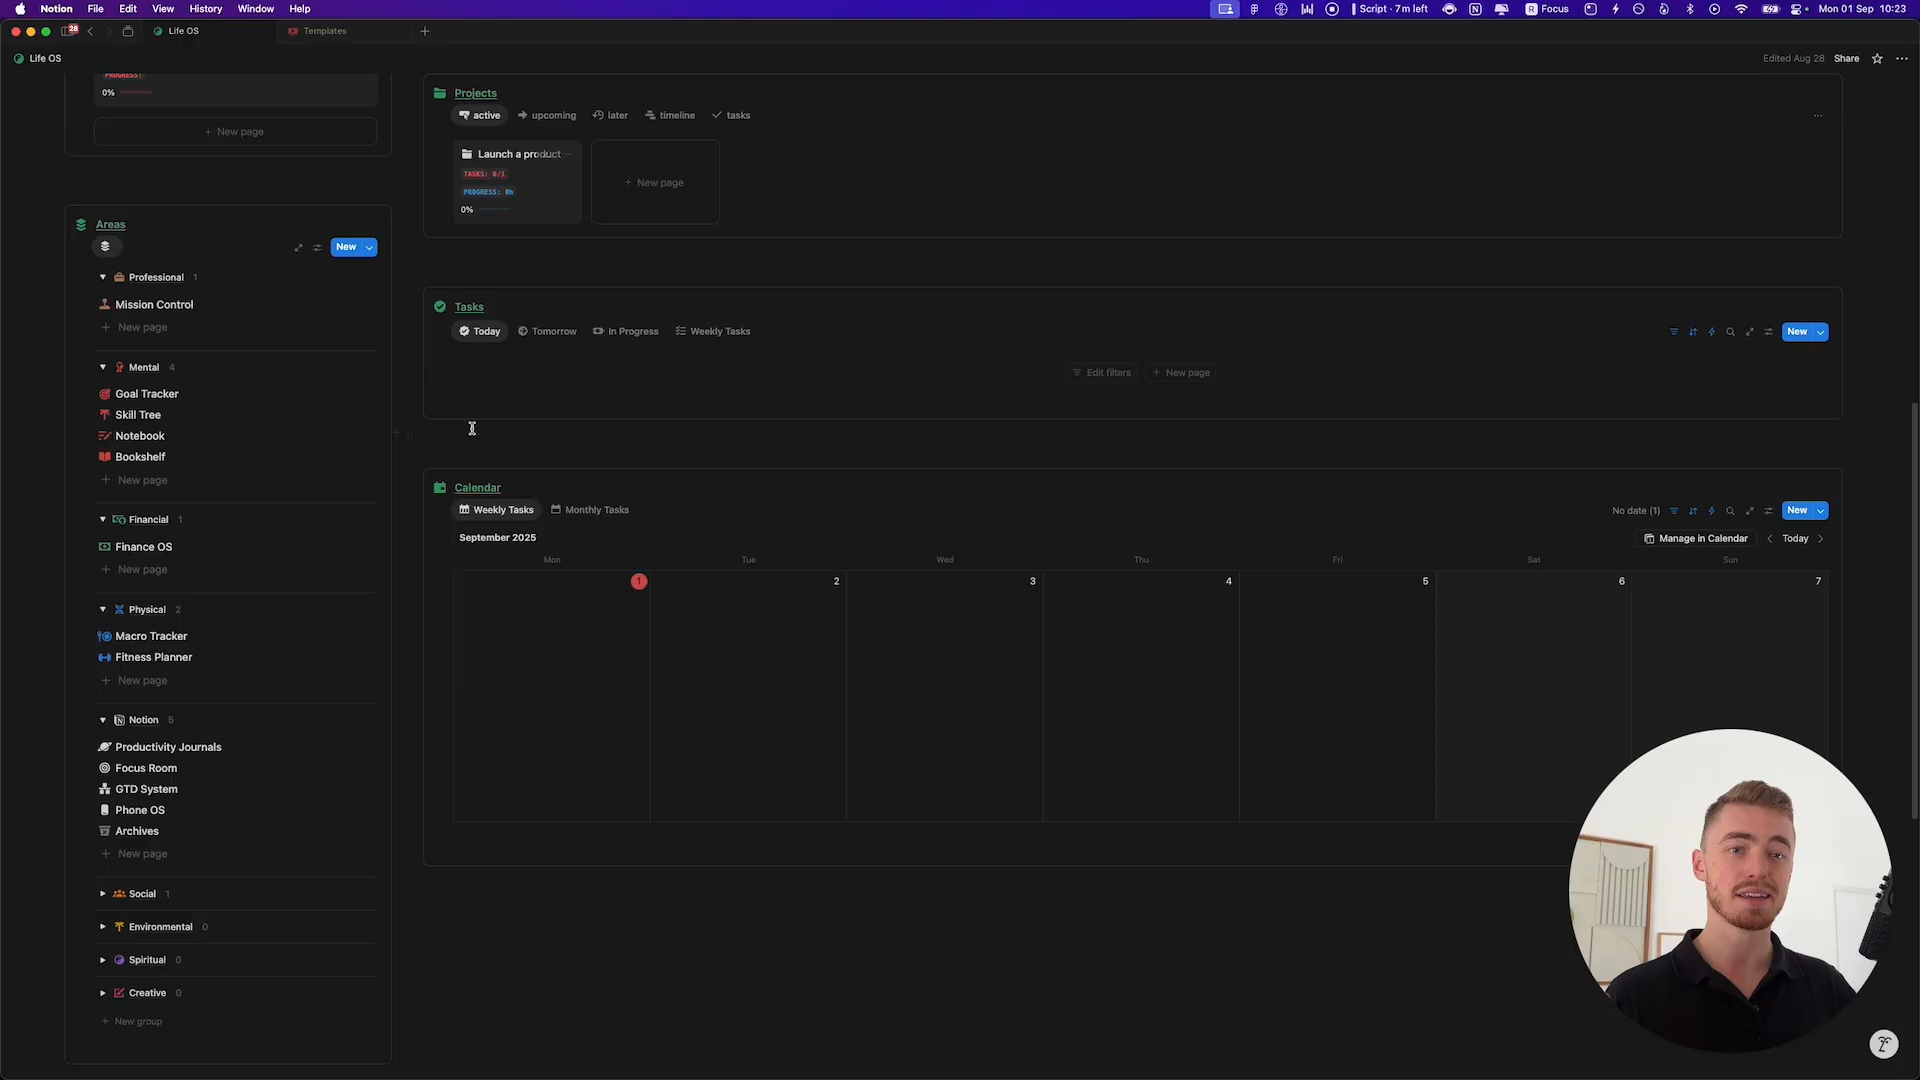 Notion File Edit View History Window Help
Script · 7m left
Focus
Mon 01 Sep 10:23
28
Life OS
Templates
Life OS
Edited Aug 28 Share
PROGRESS:
0%
+ New page
Areas
New
Professional 1
Mission Control
+ New page
Mental 4
Goal Tracker
Skill Tree
Notebook
Bookshelf
+ New page
Financial 1
Finance OS
+ New page
Physical 2
Macro Tracker
Fitness Planner
+ New page
Notion 5
Productivity Journals
Focus Room
GTD System
Phone OS
Archives
+ New page
Social 1
Environmental 0
Spiritual 0
Creative 0
+ New group
Projects
active upcoming later timeline tasks
Launch a product
TASKS: 0/1
PROGRESS: 0h
0%
+ New page
Tasks
Today Tomorrow In Progress Weekly Tasks
New
Edit filters + New page
Calendar
Weekly Tasks Monthly Tasks
No date (1)
New
September 2025
Manage in Calendar
Today
Mon Tue Wed Thu Fri Sat Sun
1 2 3 4 5 6 7